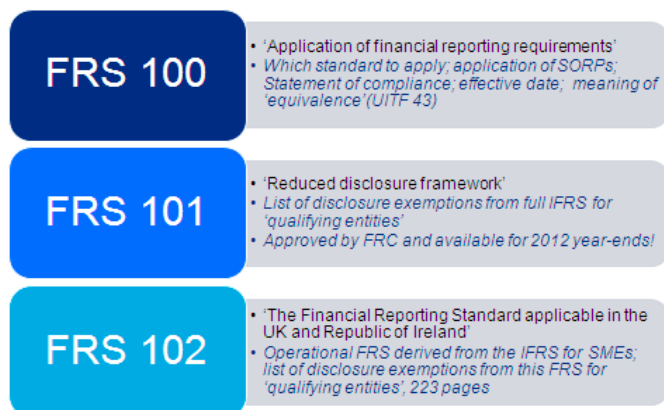 FRS 100
• 'Application of financial reporting requirements'
• Which standard to apply; application of SORPs;
Statement of compliance; effective date; meaning of
'equivalence'(UITF 43)
FRS 101
• 'Reduced disclosure framework'
• List of disclosure exemptions from full IFRS for
'qualifying entities'
• Approved by FRC and available for 2012 year-ends!
FRS 102
• 'The Financial Reporting Standard applicable in the
UK and Republic of Ireland'
• Operational FRS derived from the IFRS for SMEs;
list of disclosure exemptions from this FRS for
'qualifying entities', 223 pages